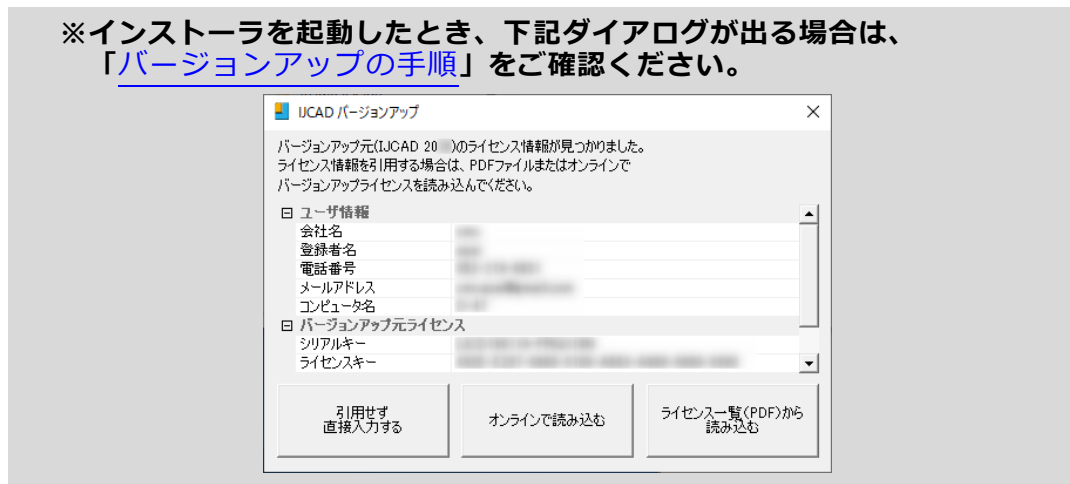 ※インストーラを起動したとき、下記ダイアログが出る場合は、
「バージョンアップの手順」をご確認ください。
IJCAD バージョンアップ
バージョンアップ元(IJCAD 20 )のライセンス情報が見つかりました。
ライセンス情報を引用する場合は、PDFファイルまたはオンラインで
バージョンアップライセンスを読み込んでください。
ユーザ情報
会社名
登録者名
電話番号
メールアドレス
コンピュータ名
バージョンアップ元ライセンス
シリアルキー
ライセンスキー
引用せず
直接入力する
オンラインで読み込む
ライセンス一覧(PDF)から
読み込む